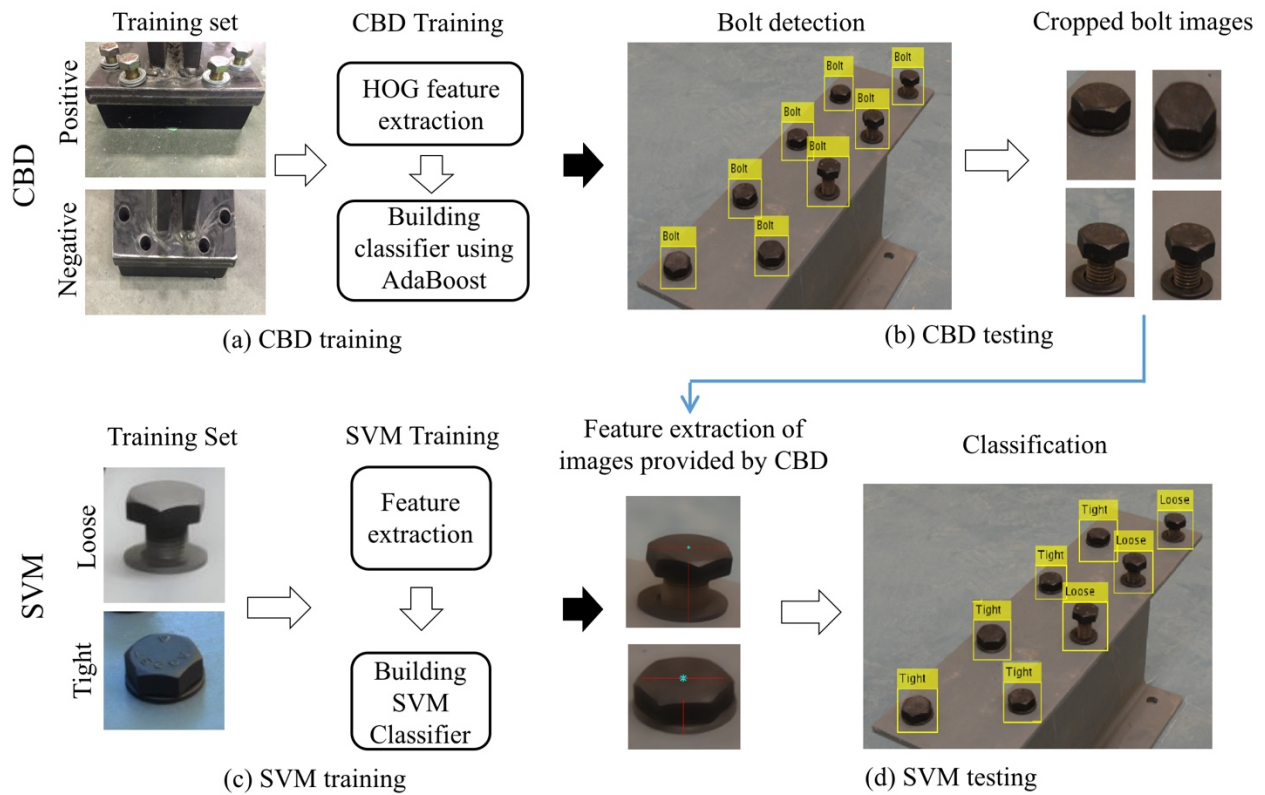 Training set
CBD Training
Bolt detection
Cropped bolt images
CBD
Positive
Negative
HOG feature
extraction
Building
classifier using
AdaBoost
Bolt
Bolt
Bolt
Bolt
Bolt
Bolt
Bolt
Bolt
(a) CBD training
(b) CBD testing
Training Set
SVM Training
Feature extraction of
images provided by CBD
Classification
SVM
Loose
Tight
Feature
extraction
Building
SVM
Classifier
Loose
Tight
Loose
Tight
Loose
Tight
Tight
Tight
(c) SVM training
(d) SVM testing